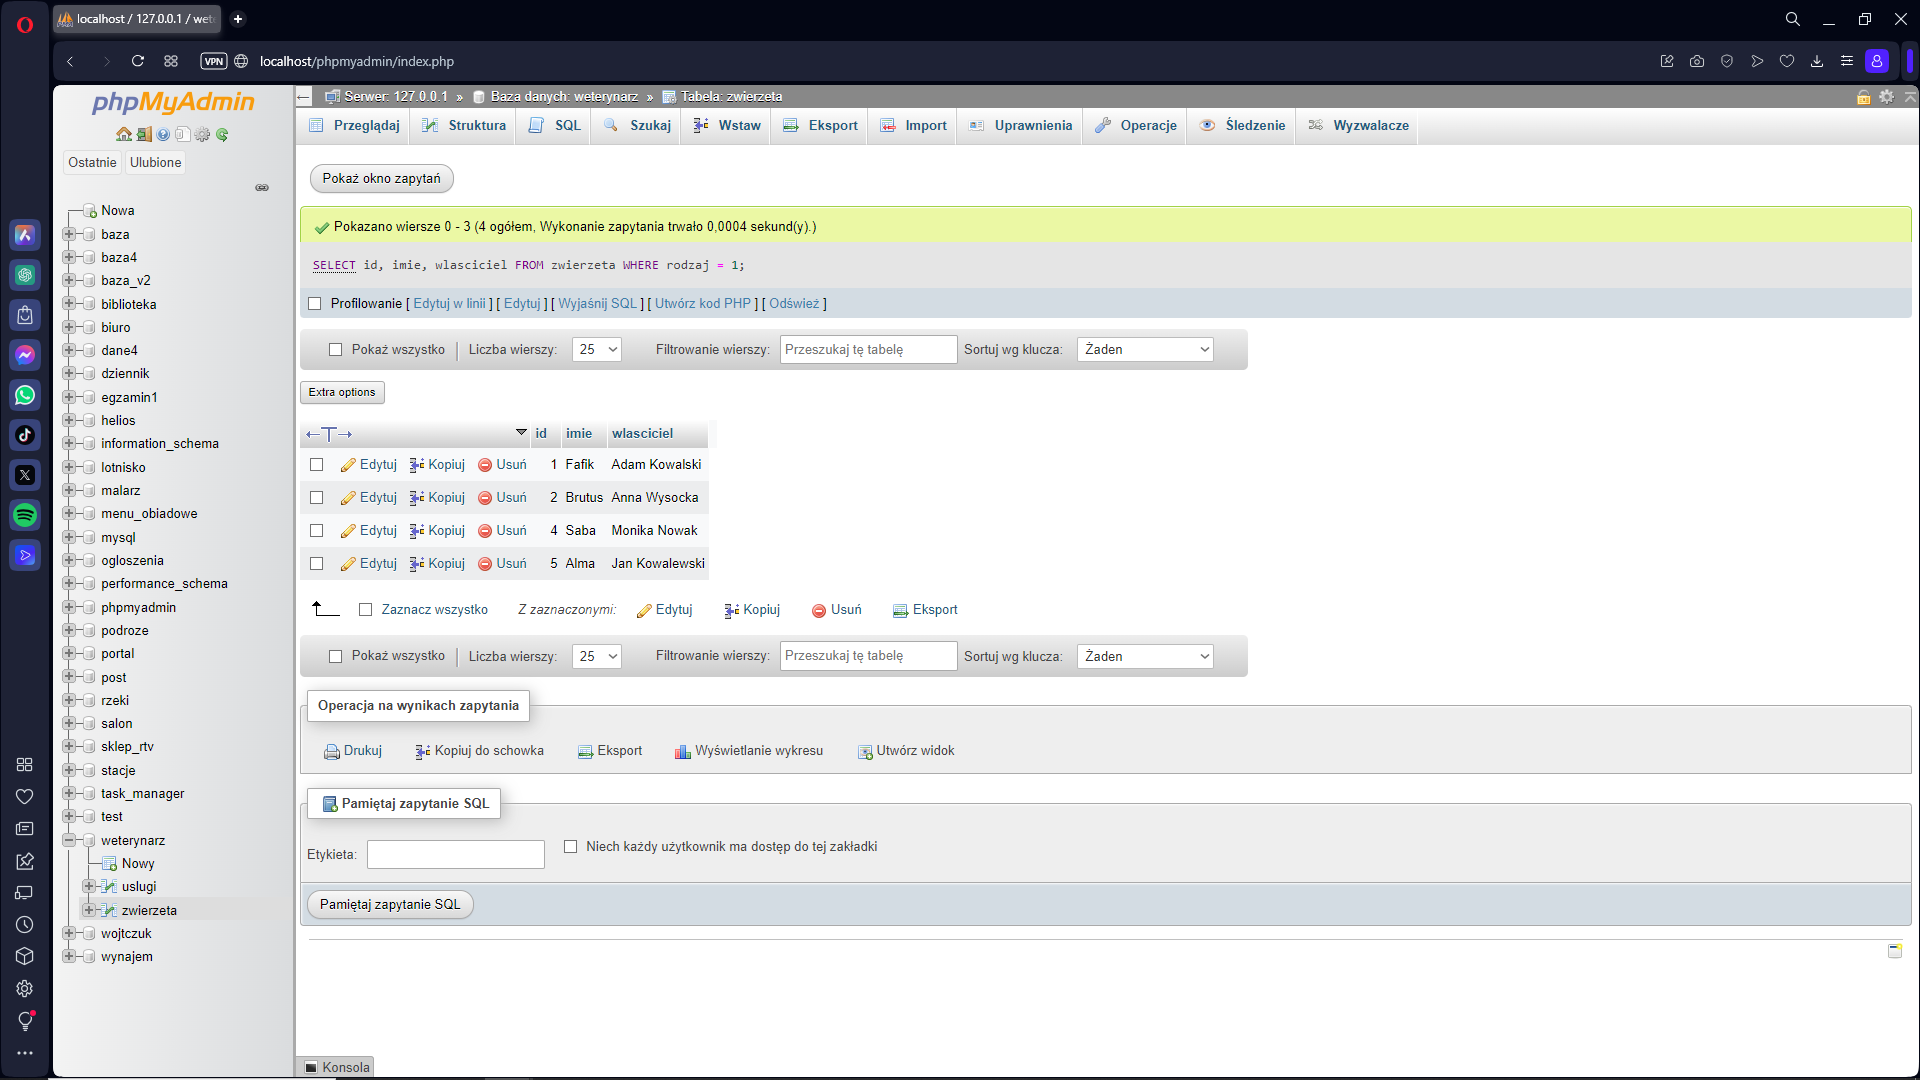 localhost / 127.0.0.1 / wet
VPN
localhost/phpmyadmin/index.php
phpMyAdmin
Ostatnie
Ulubione
Nowa
baza
baza4
baza_v2
biblioteka
biuro
dane4
dziennik
egzamin1
helios
information_schema
lotnisko
malarz
menu_obiadowe
mysql
ogloszenia
performance_schema
phpmyadmin
podroze
portal
post
rzeki
salon
sklep_rtv
stacje
task_manager
test
weterynarz
Nowy
uslugi
zwierzeta
wojtczuk
wynajem
Serwer: 127.0.0.1 » Baza danych: weterynarz » Tabela: zwierzeta
Przeglądaj Struktura SQL Szukaj Wstaw Eksport Import Uprawnienia Operacje Śledzenie Wyzwalacze
Pokaż okno zapytań
Pokazano wiersze 0 - 3 (4 ogółem, Wykonanie zapytania trwało 0,0004 sekund(y).)
SELECT id, imie, wlasciciel FROM zwierzeta WHERE rodzaj = 1;
Profilowanie [ Edytuj w linii ] [ Edytuj ] [ Wyjaśnij SQL ] [ Utwórz kod PHP ] [ Odśwież ]
Pokaż wszystko Liczba wierszy: 25 Filtrowanie wierszy: Przeszukaj tę tabelę Sortuj wg klucza: Żaden
Extra options
id imie wlasciciel
Edytuj Kopiuj Usuń 1 Fafik Adam Kowalski
Edytuj Kopiuj Usuń 2 Brutus Anna Wysocka
Edytuj Kopiuj Usuń 4 Saba Monika Nowak
Edytuj Kopiuj Usuń 5 Alma Jan Kowalewski
Zaznacz wszystko Z zaznaczonymi: Edytuj Kopiuj Usuń Eksport
Pokaż wszystko Liczba wierszy: 25 Filtrowanie wierszy: Przeszukaj tę tabelę Sortuj wg klucza: Żaden
Operacja na wynikach zapytania
Drukuj Kopiuj do schowka Eksport Wyświetlanie wykresu Utwórz widok
Pamiętaj zapytanie SQL
Etykieta: Niech każdy użytkownik ma dostęp do tej zakładki
Pamiętaj zapytanie SQL
Konsola